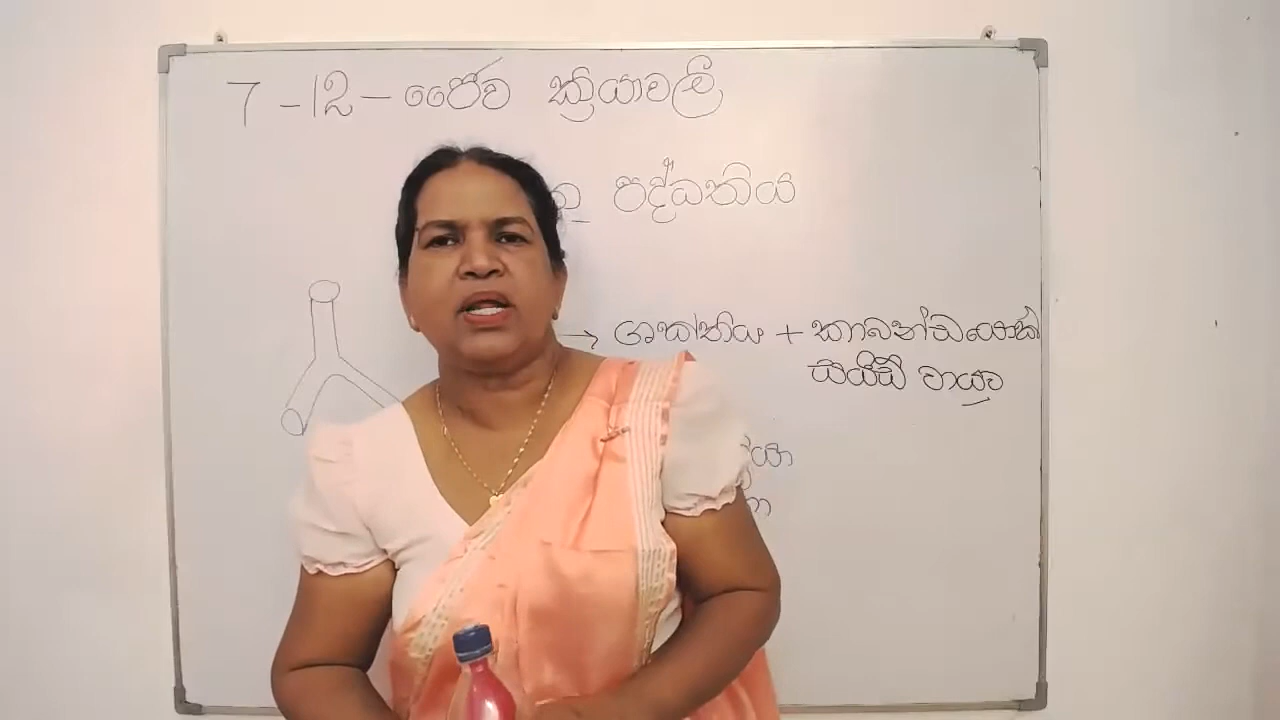 7 - 12 - ජෛව ක්‍රියාවලී
පද්ධතිය
→ ශක්තිය + කාබන්ඩයොක්
සයිඩ් වායුව